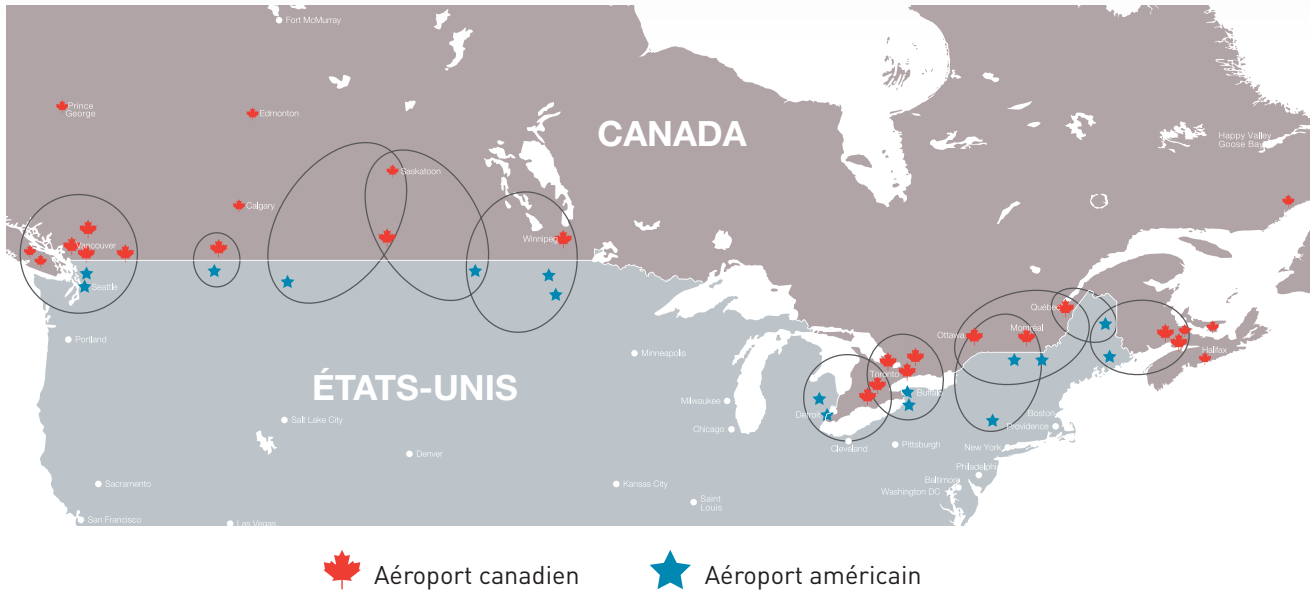 Fort McMurray
Prince
George
Edmonton
CANADA
Happy Valley
Goose Bay
Saskatoon
Calgary
Vancouver
Winnipeg
Seattle
Québec
Ottawa
Montréal
Halifax
Portland
Minneapolis
Toronto
ÉTATS-UNIS
Buffalo
Milwaukee
Detroit
Salt Lake City
Boston
Providence
Chicago
Cleveland
Pittsburgh
New York
Denver
Philadelphi
Sacramento
Kansas City
Baltimore
Washington DC
Saint
Louis
San Francisco
Las Vegas
Aéroport canadien
Aéroport américain